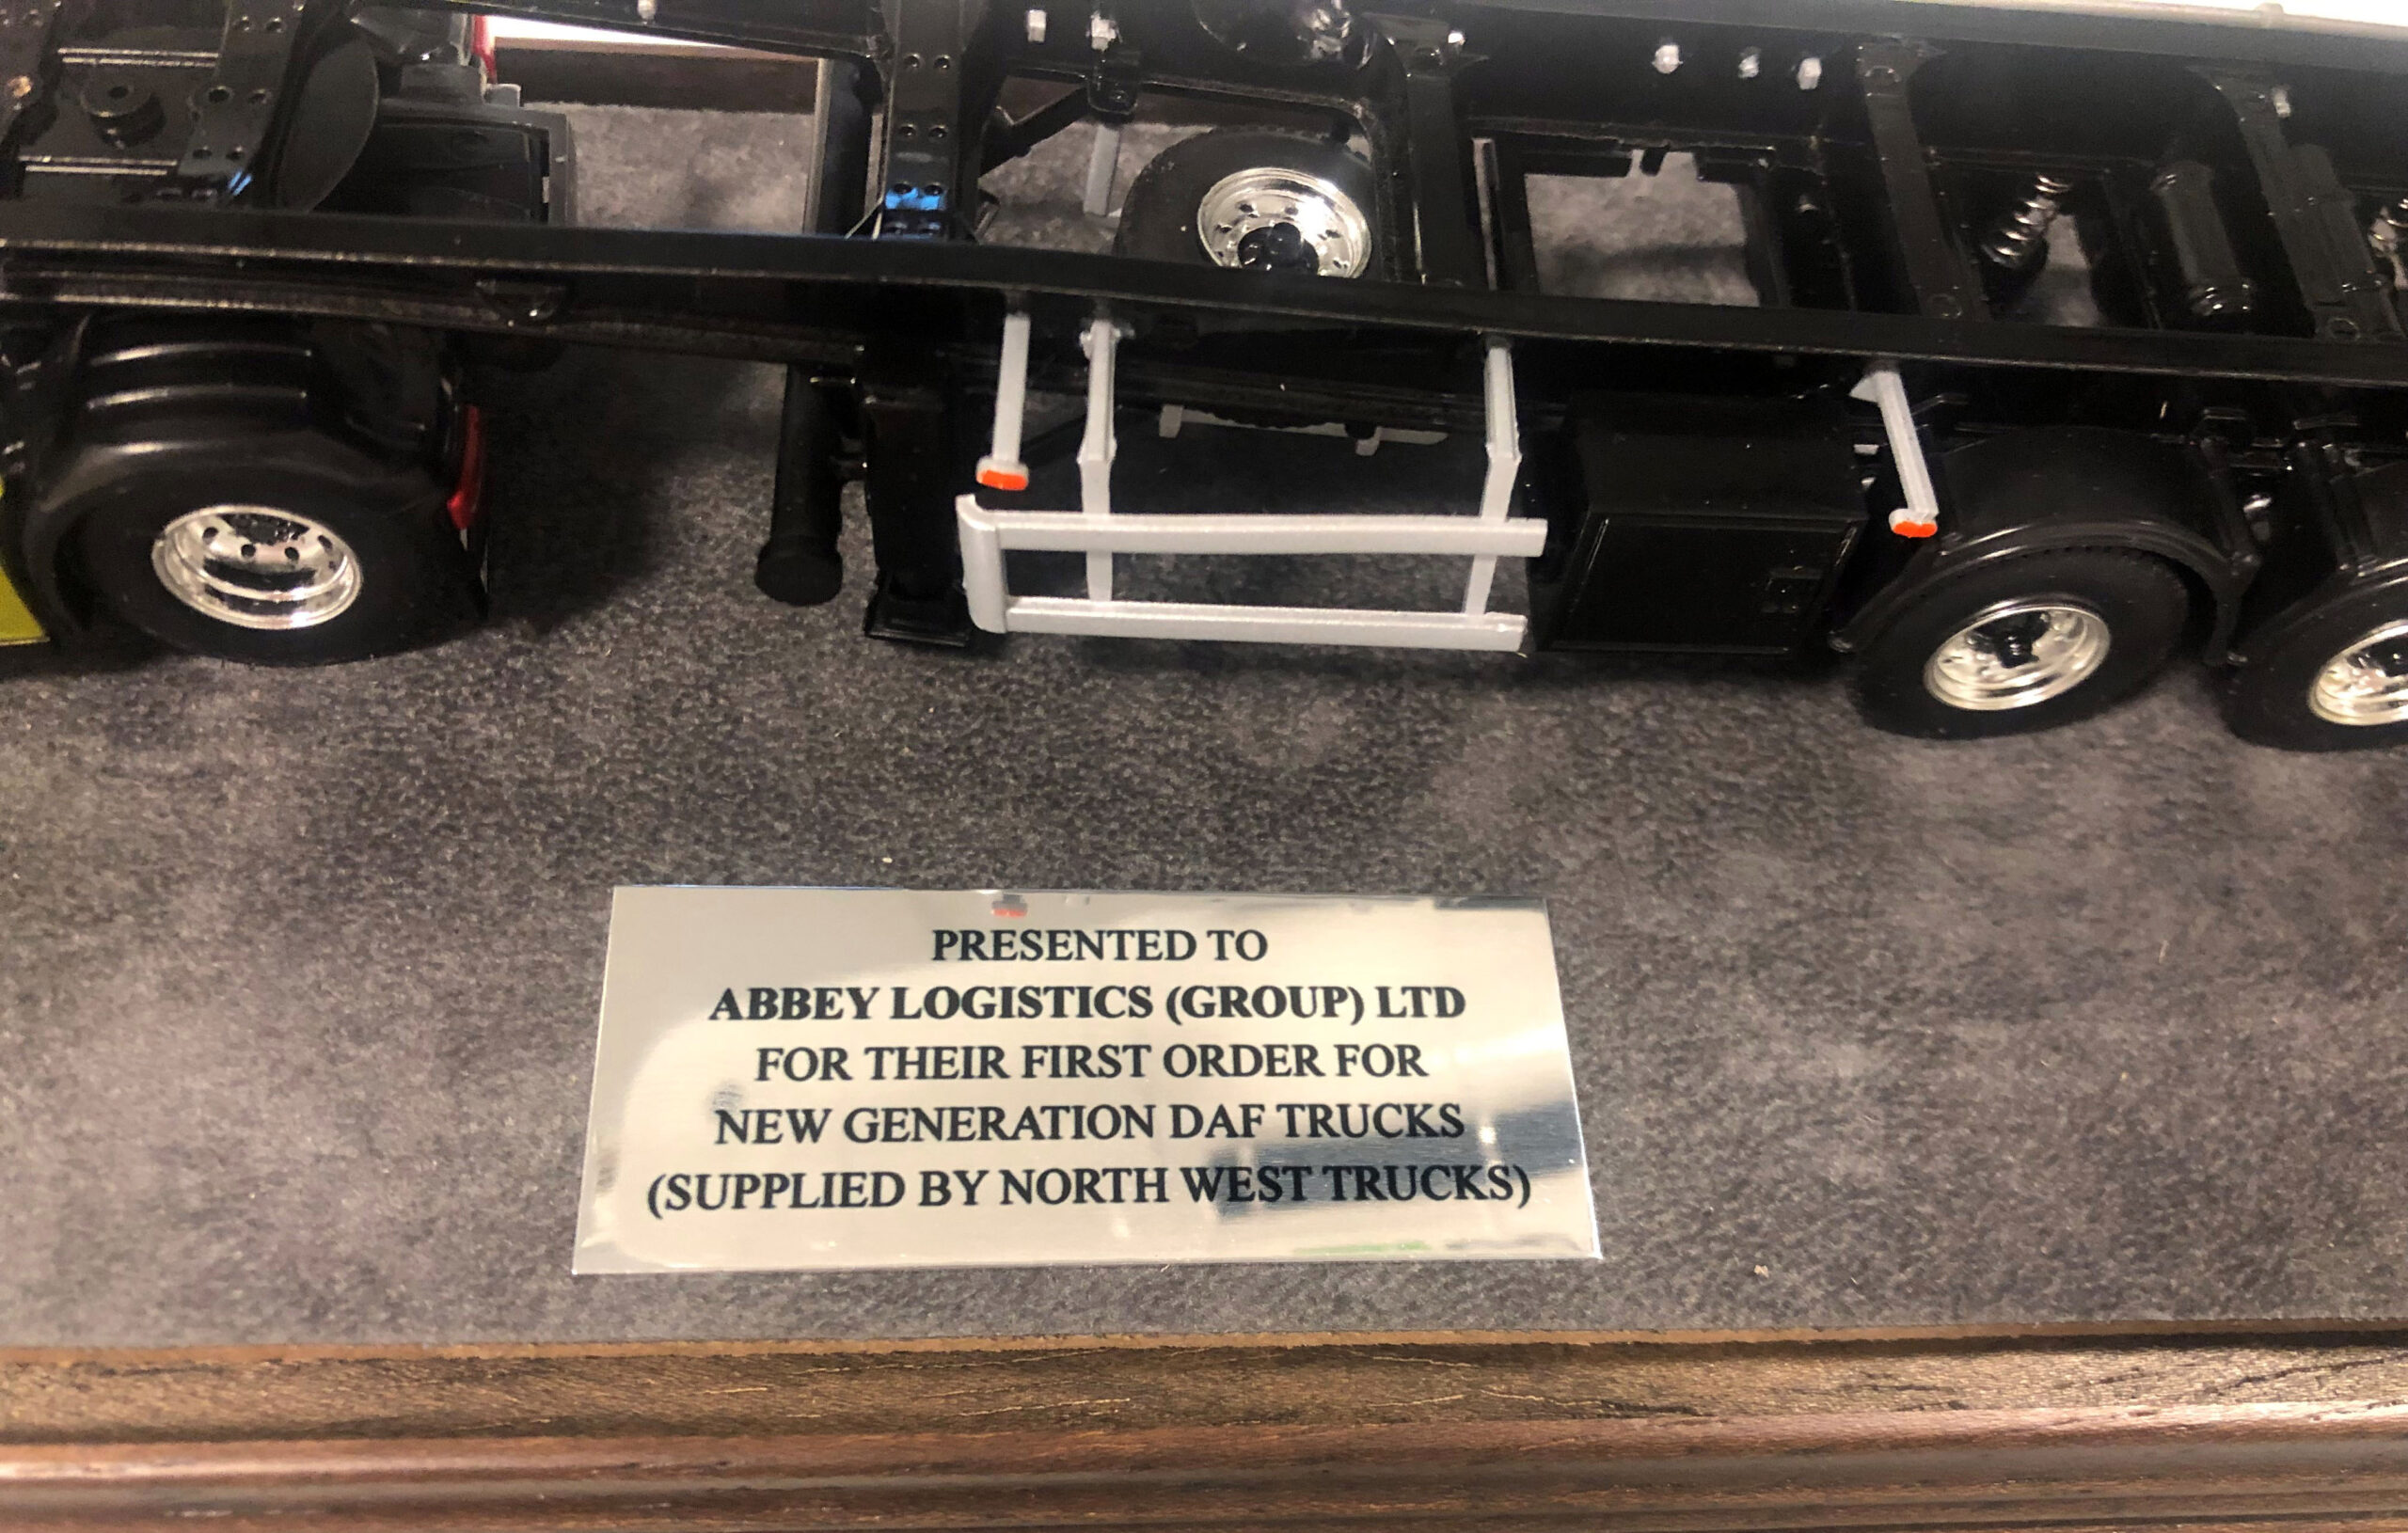 PRESENTED TO
ABBEY LOGISTICS (GROUP) LTD
FOR THEIR FIRST ORDER FOR
NEW GENERATION DAF TRUCKS
(SUPPLIED BY NORTH WEST TRUCKS)